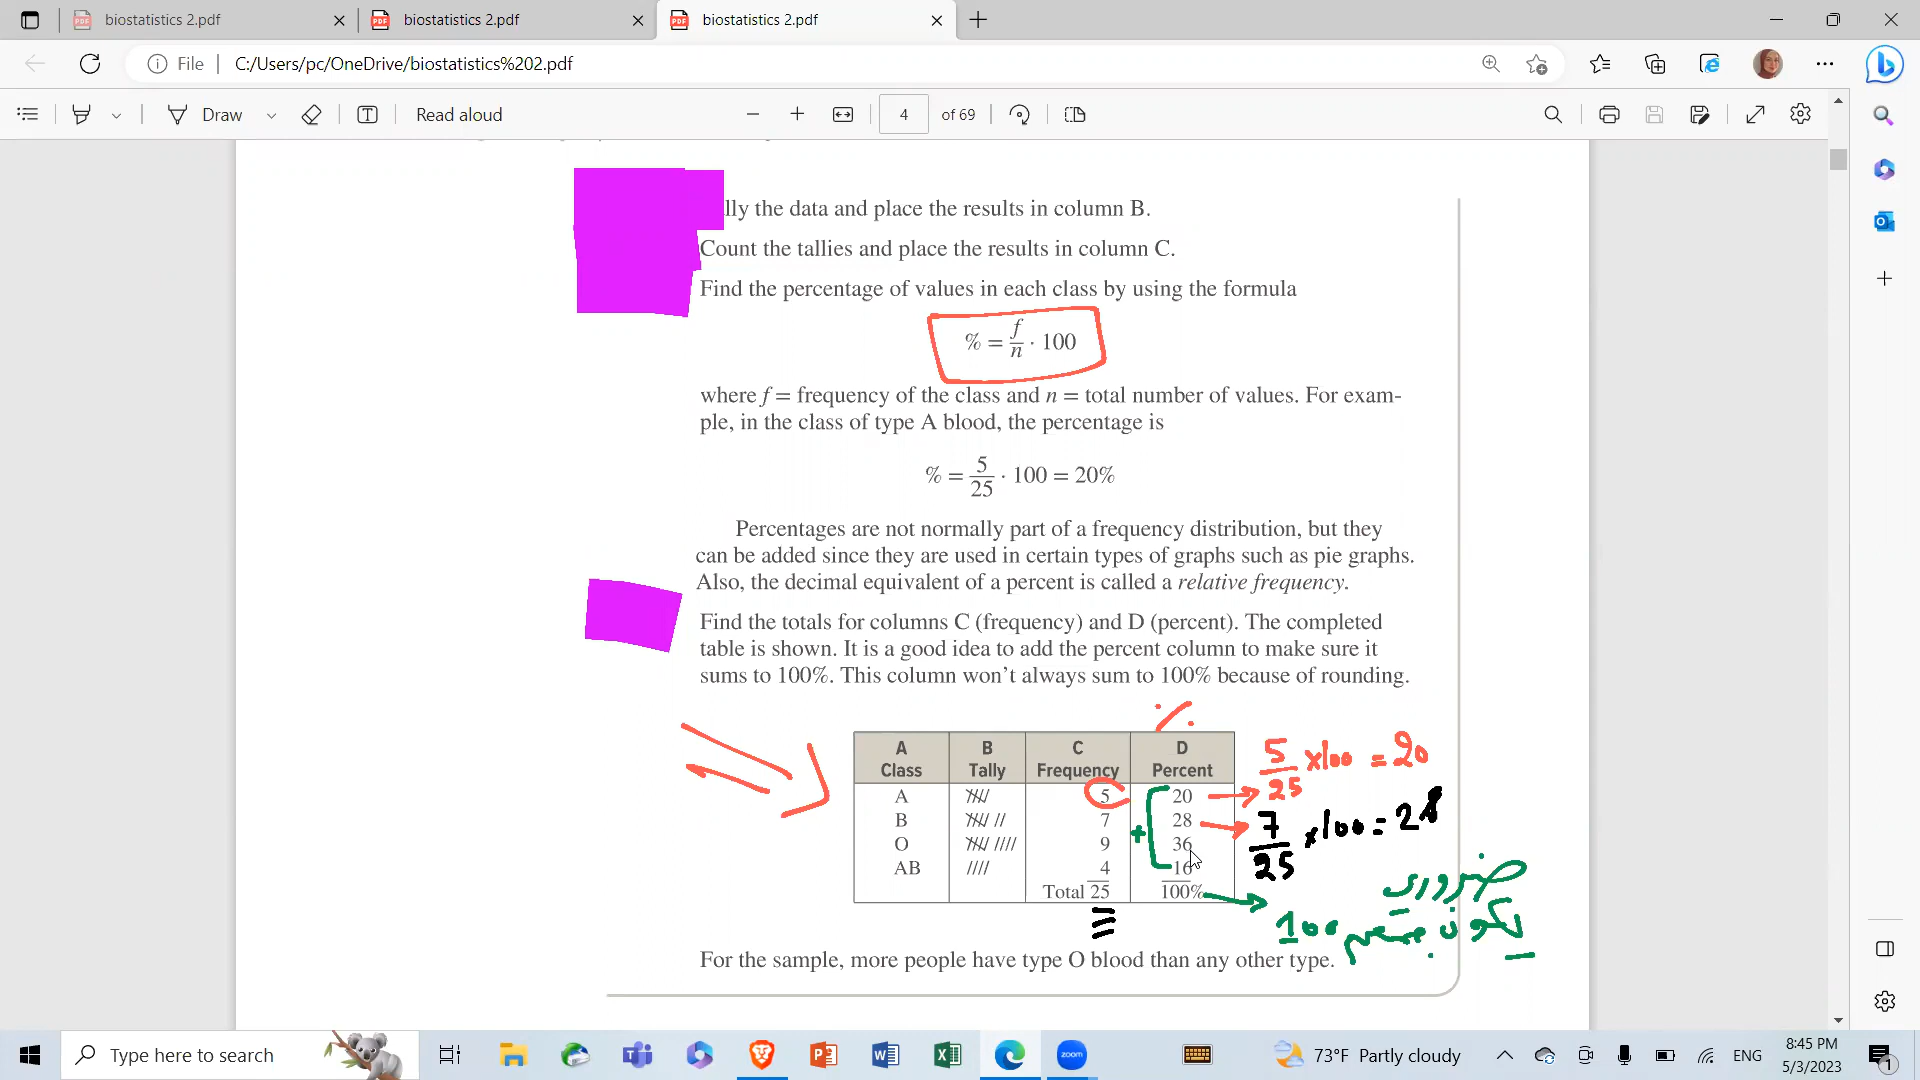 biostatistics 2.pdf
biostatistics 2.pdf
biostatistics 2.pdf
File
C:/Users/pc/OneDrive/biostatistics%202.pdf
Draw
Read aloud
4 of 69
lly the data and place the results in column B.
Count the tallies and place the results in column C.
Find the percentage of values in each class by using the formula
% = f/n · 100
where f = frequency of the class and n = total number of values. For exam-
ple, in the class of type A blood, the percentage is
% = 5/25 · 100 = 20%
Percentages are not normally part of a frequency distribution, but they
can be added since they are used in certain types of graphs such as pie graphs.
Also, the decimal equivalent of a percent is called a relative frequency.
Find the totals for columns C (frequency) and D (percent). The completed
table is shown. It is a good idea to add the percent column to make sure it
sums to 100%. This column won't always sum to 100% because of rounding.
%
A B C D
Class Tally Frequency Percent
A 5 20
B 7 28
O 9 36
AB 4 16
Total 25 100%
5/25 x100 = 20
7/25 x100 = 28
+
100
For the sample, more people have type O blood than any other type.
Type here to search
zoom
73°F Partly cloudy
ENG
8:45 PM
5/3/2023
1